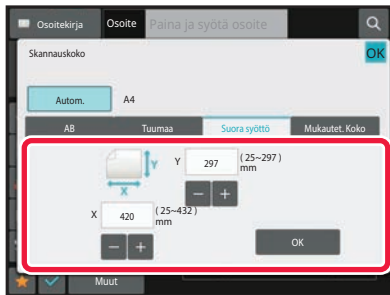 Osoitekirja Osoite Paina ja syötä osoite
Skannauskoko OK
Autom. A4
AB Tuumaa Suora syöttö Mukautet. Koko
Y 297 (25~297) mm
Y
X
X 420 (25~432) mm
OK
Muut